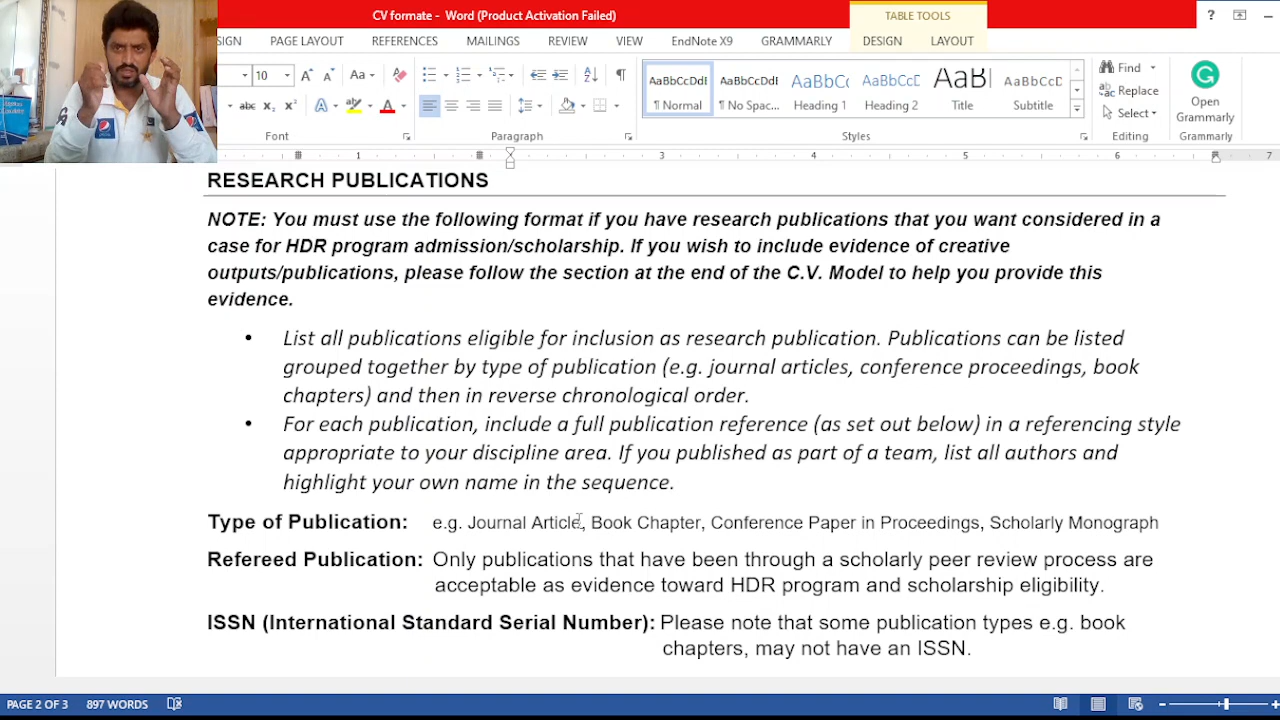 CV formate - Word (Product Activation Failed)
TABLE TOOLS
?
SIGN PAGE LAYOUT REFERENCES MAILINGS REVIEW VIEW EndNote X9 GRAMMARLY DESIGN LAYOUT
10 Aa
AaBbCcDdI AaBbCcDdI AaBbC AaBbCcD AaB AaBbCcD
¶ Normal ¶ No Spac... Heading 1 Heading 2 Title Subtitle
Find
Replace
Select
Open
Grammarly
Font Paragraph Styles Editing Grammarly
1 3 4 5 6 7
RESEARCH PUBLICATIONS
NOTE: You must use the following format if you have research publications that you want considered in a
case for HDR program admission/scholarship. If you wish to include evidence of creative
outputs/publications, please follow the section at the end of the C.V. Model to help you provide this
evidence.
• List all publications eligible for inclusion as research publication. Publications can be listed
grouped together by type of publication (e.g. journal articles, conference proceedings, book
chapters) and then in reverse chronological order.
• For each publication, include a full publication reference (as set out below) in a referencing style
appropriate to your discipline area. If you published as part of a team, list all authors and
highlight your own name in the sequence.
Type of Publication: e.g. Journal Article, Book Chapter, Conference Paper in Proceedings, Scholarly Monograph
Refereed Publication: Only publications that have been through a scholarly peer review process are
acceptable as evidence toward HDR program and scholarship eligibility.
ISSN (International Standard Serial Number): Please note that some publication types e.g. book
chapters, may not have an ISSN.
PAGE 2 OF 3 897 WORDS